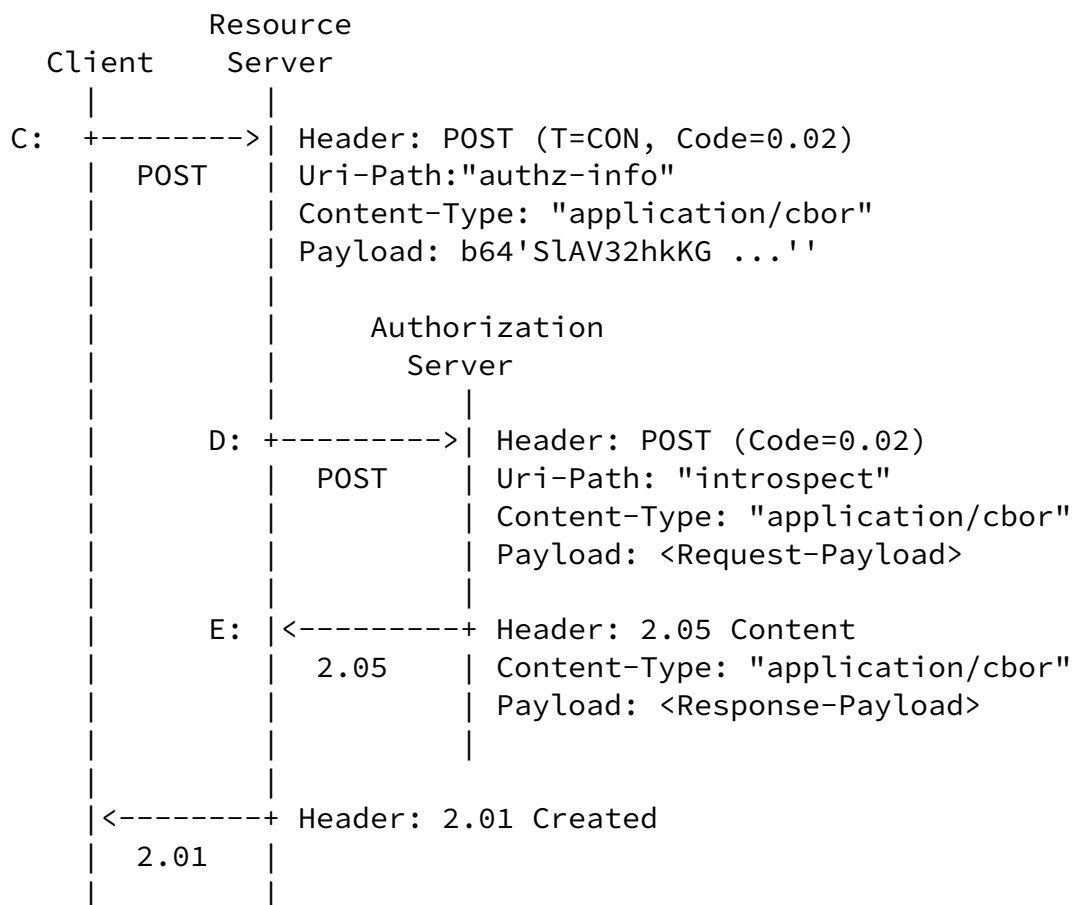 Resource
  Client    Server
    |         |
C:  +-------->| Header: POST (T=CON, Code=0.02)
    |  POST   | Uri-Path:"authz-info"
    |         | Content-Type: "application/cbor"
    |         | Payload: b64'SlAV32hkKG ...''
    |         |
    |         |     Authorization
    |         |       Server
    |         |          |
    |      D: +--------->| Header: POST (Code=0.02)
    |         |  POST    | Uri-Path: "introspect"
    |         |          | Content-Type: "application/cbor"
    |         |          | Payload: <Request-Payload>
    |         |          |
    |      E: |<---------+ Header: 2.05 Content
    |         |  2.05    | Content-Type: "application/cbor"
    |         |          | Payload: <Response-Payload>
    |         |          |
    |         |
    |<--------+ Header: 2.01 Created
    |  2.01   |
    |         |